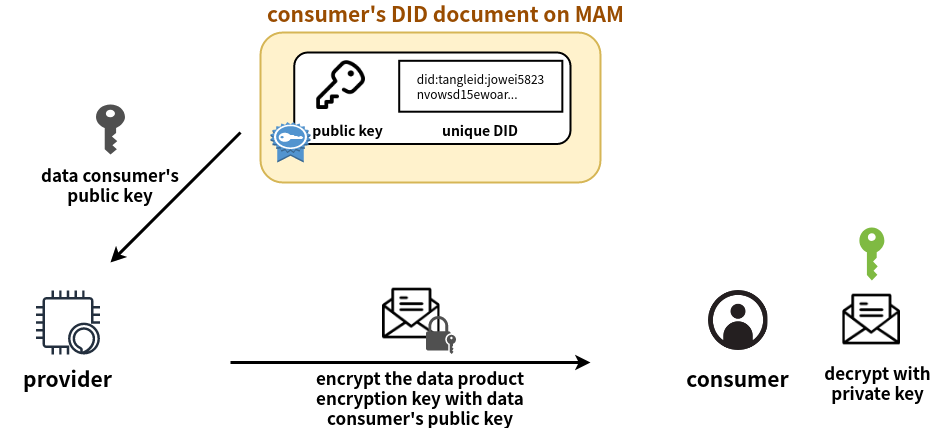 consumer's DID document on MAM
did:tangleid:jowei5823
nvowsd15ewoar...
public key
unique DID
data consumer's
public key
provider
encrypt the data product
encryption key with data
consumer's public key
consumer
decrypt with
private key